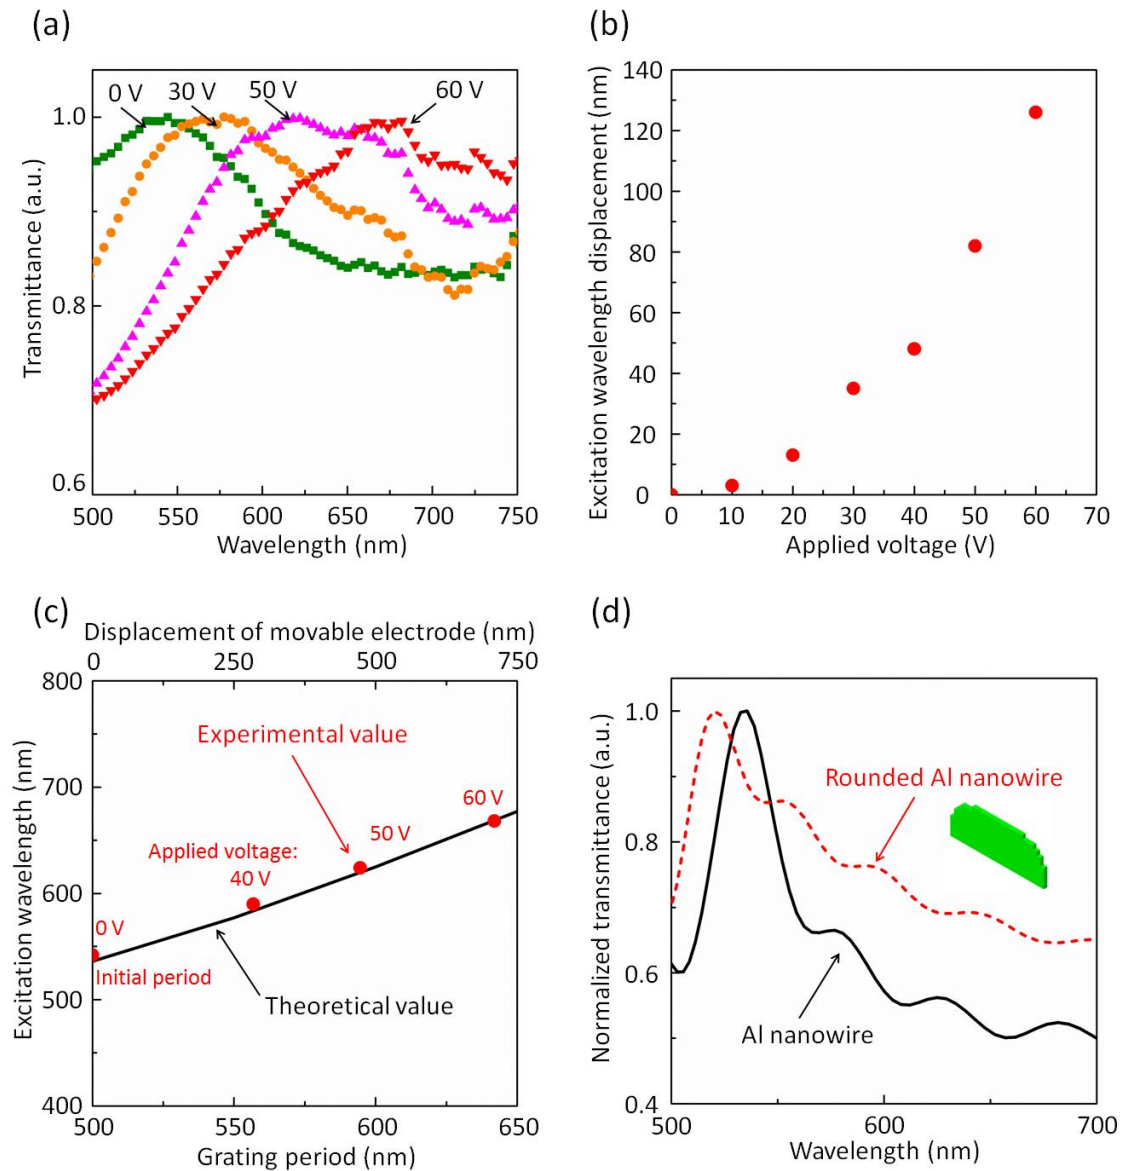 (a)
0 V 30 V 50 V 60 V
1.0
0.8
0.6
Transmittance (a.u.)
500 550 600 650 700 750
Wavelength (nm)
(b)
140
120
100
80
60
40
20
0
Excitation wavelength displacement (nm)
0 10 20 30 40 50 60 70
Applied voltage (V)
(c)
Displacement of movable electrode (nm)
0 250 500 750
800
700
600
500
400
Excitation wavelength (nm)
Experimental value
60 V
50 V
Applied voltage:
40 V
0 V
Initial period
Theoretical value
500 550 600 650
Grating period (nm)
(d)
1.0
0.8
0.6
0.4
Normalized transmittance (a.u.)
Rounded Al nanowire
Al nanowire
500 600 700
Wavelength (nm)